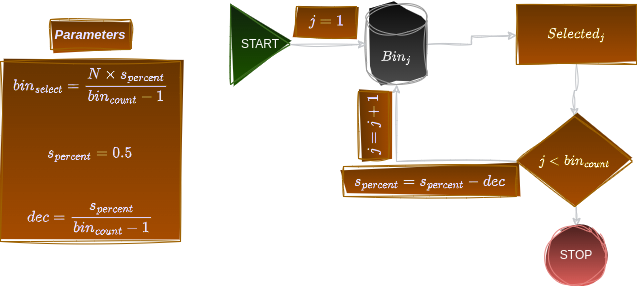 Parameters
bin_{select} = \frac{N \times s_{percent}}{bin_{count} - 1}
s_{percent} = 0.5
dec = \frac{s_{percent}}{bin_{count} - 1}
START
j = 1
Bin_j
Selected_j
j = j + 1
j < bin_{count}
s_{percent} = s_{percent} - dec
STOP